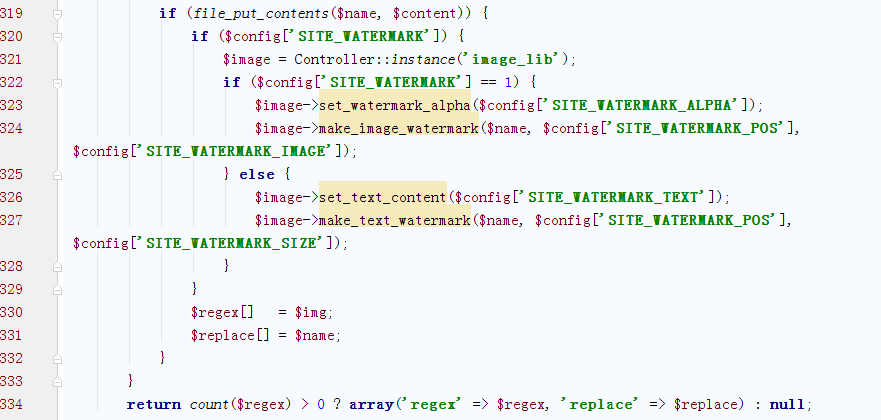 319 if (file_put_contents($name, $content)) {
320 if ($config['SITE_WATERMARK']) {
321 $image = Controller::instance('image_lib');
322 if ($config['SITE_WATERMARK'] == 1) {
323 $image->set_watermark_alpha($config['SITE_WATERMARK_ALPHA']);
324 $image->make_image_watermark($name, $config['SITE_WATERMARK_POS'],
$config['SITE_WATERMARK_IMAGE']);
325 } else {
326 $image->set_text_content($config['SITE_WATERMARK_TEXT']);
327 $image->make_text_watermark($name, $config['SITE_WATERMARK_POS'],
$config['SITE_WATERMARK_SIZE']);
328 }
329 }
330 $regex[] = $img;
331 $replace[] = $name;
332 }
333 }
334 return count($regex) > 0 ? array('regex' => $regex, 'replace' => $replace) : null;